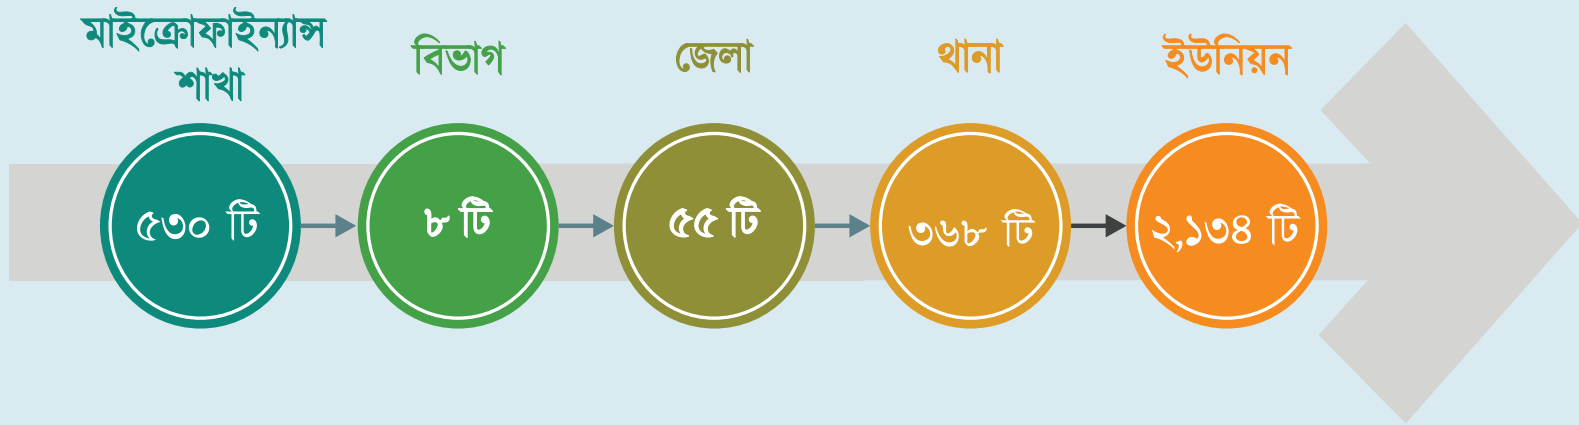 মাইক্রোফাইন্যান্স
শাখা
বিভাগ
জেলা
থানা
ইউনিয়ন
৫৩০ টি
৮ টি
৫৫ টি
৩৬৮ টি
২,১৩৪ টি